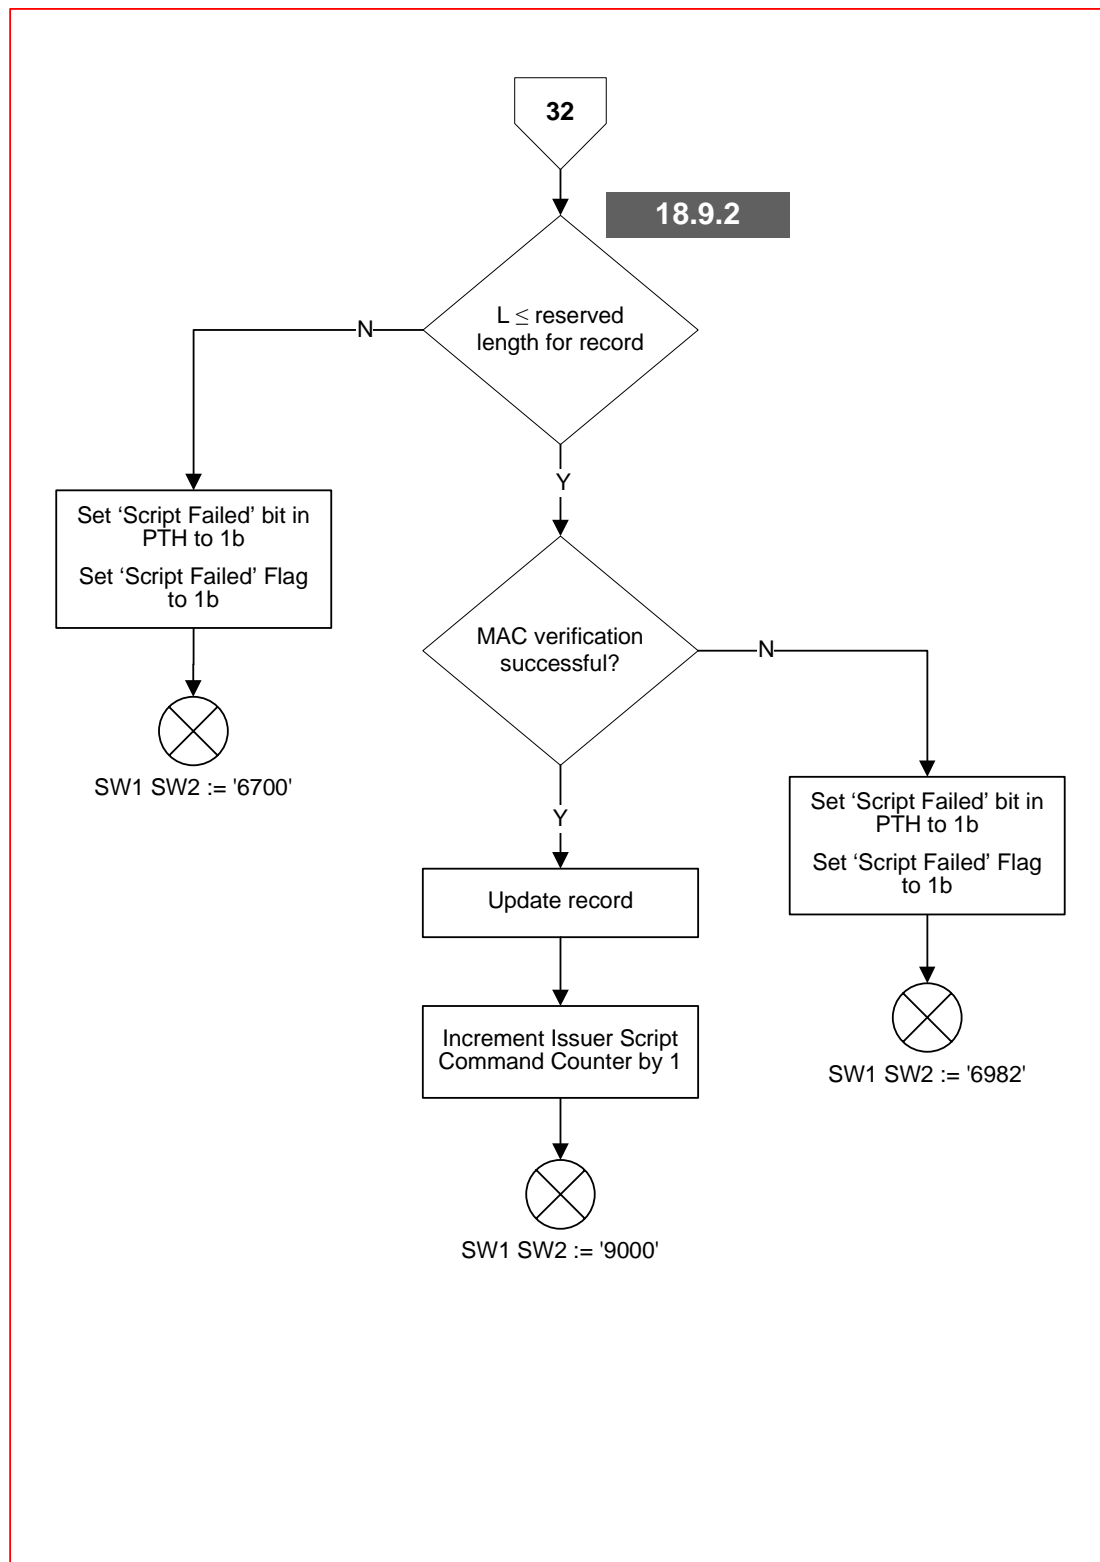 32
18.9.2
L ≤ reserved
length for record
N
Y
Set ‘Script Failed’ bit in
PTH to 1b
Set ‘Script Failed’ Flag
to 1b
SW1 SW2 := '6700'
MAC verification
successful?
N
Y
Set ‘Script Failed’ bit in
PTH to 1b
Set ‘Script Failed’ Flag
to 1b
SW1 SW2 := '6982'
Update record
Increment Issuer Script
Command Counter by 1
SW1 SW2 := '9000'